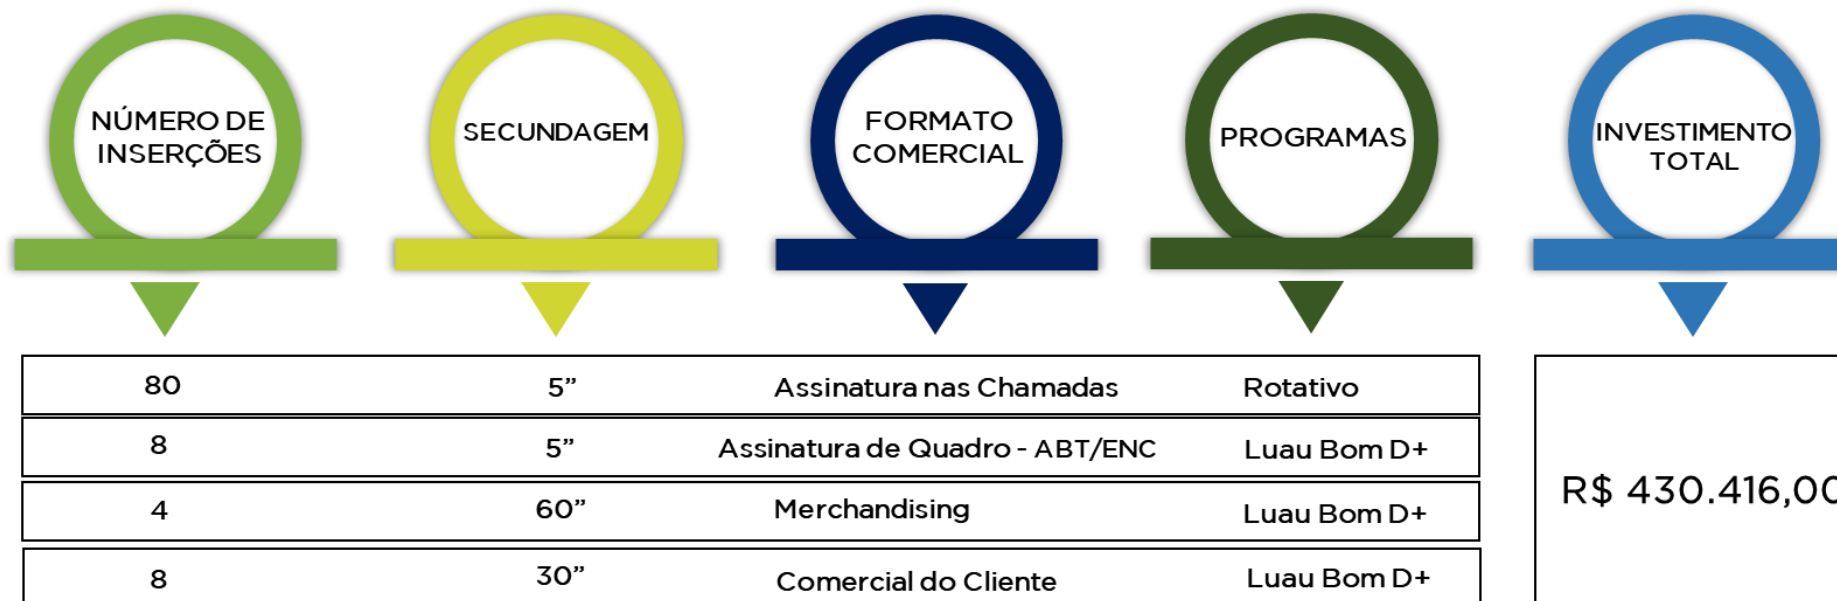 NÚMERO DE
INSERÇÕES
SECUNDAGEM
FORMATO
COMERCIAL
PROGRAMAS
INVESTIMENTO
TOTAL
80 5” Assinatura nas Chamadas Rotativo
8 5” Assinatura de Quadro - ABT/ENC Luau Bom D+
4 60” Merchandising Luau Bom D+
8 30” Comercial do Cliente Luau Bom D+
R$ 430.416,00